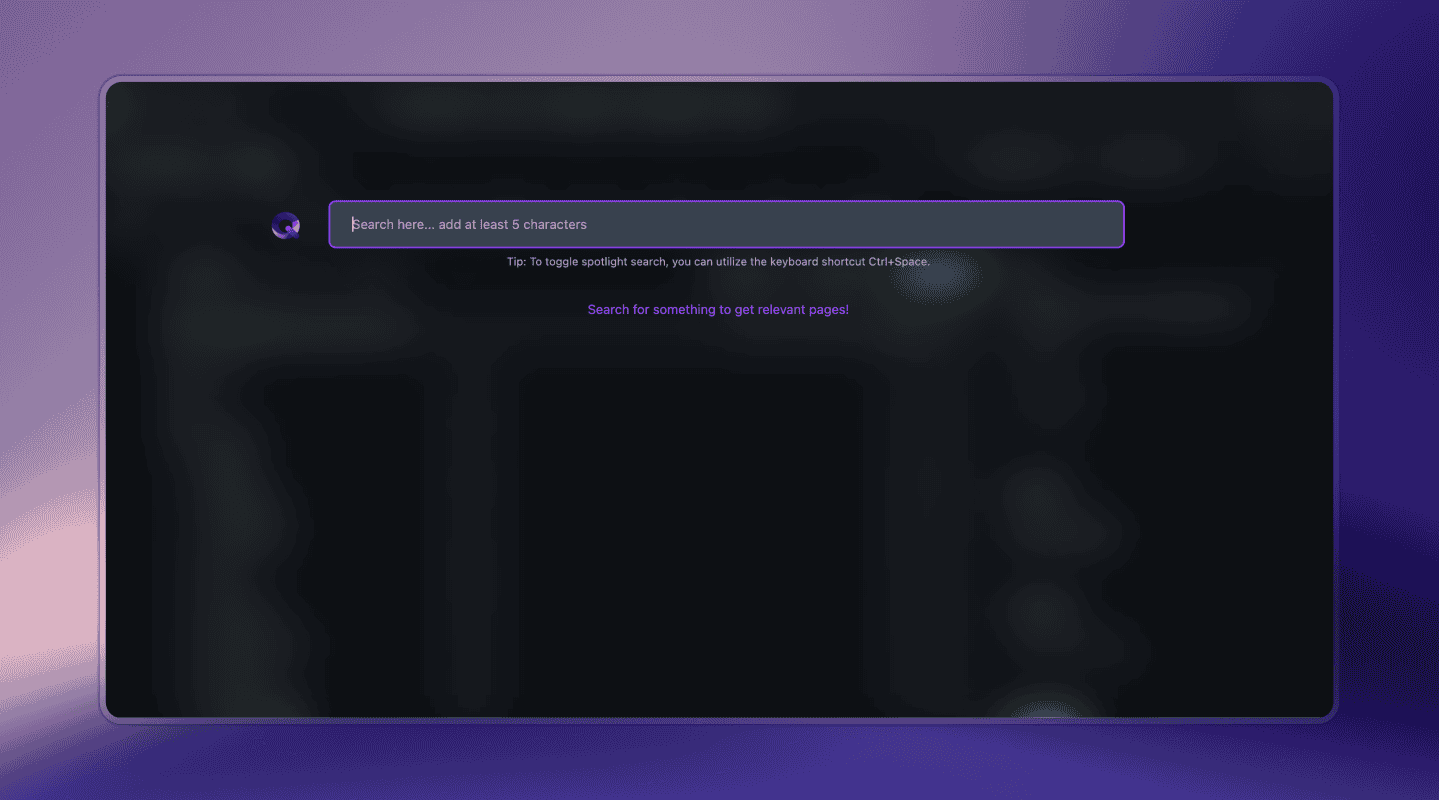 Search here... add at least 5 characters
Tip: To toggle spotlight search, you can utilize the keyboard shortcut Ctrl+Space.
Search for something to get relevant pages!